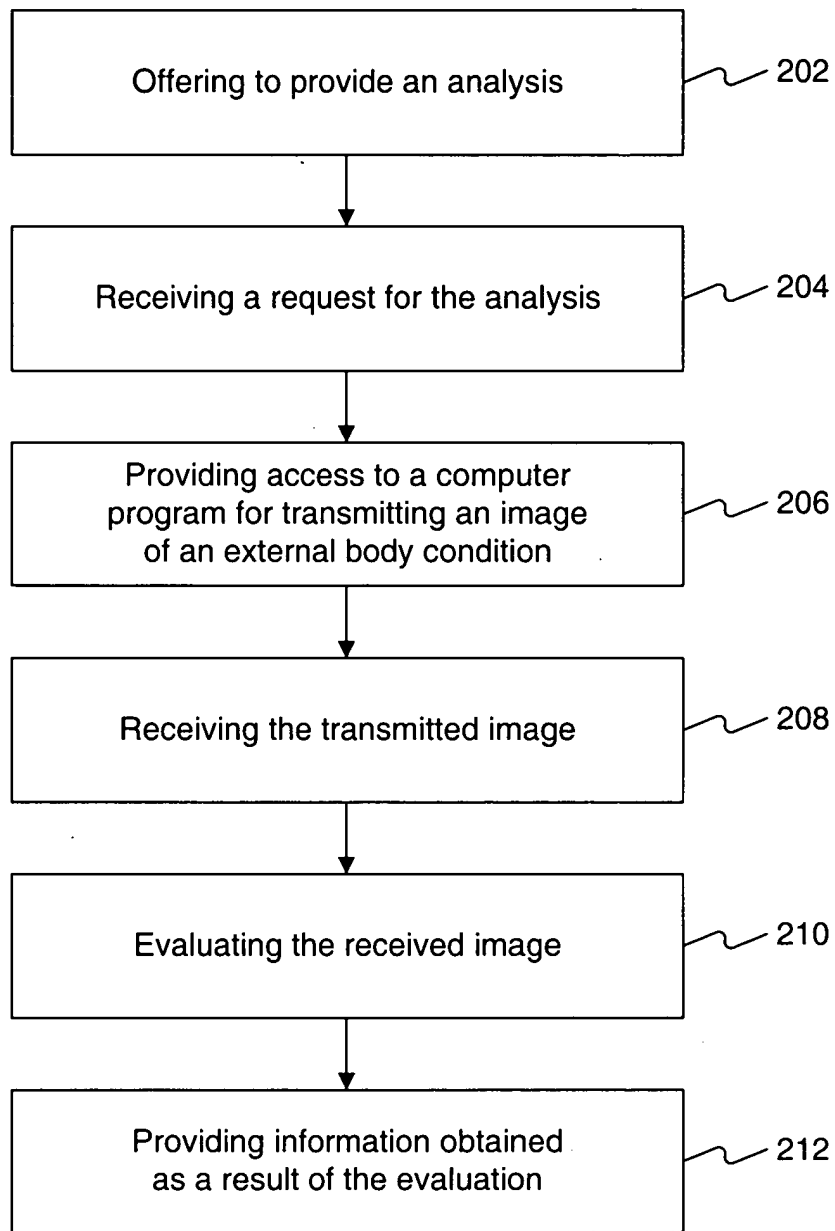 Offering to provide an analysis
202
Receiving a request for the analysis
204
Providing access to a computer
program for transmitting an image
of an external body condition
206
Receiving the transmitted image
208
Evaluating the received image
210
Providing information obtained
as a result of the evaluation
212